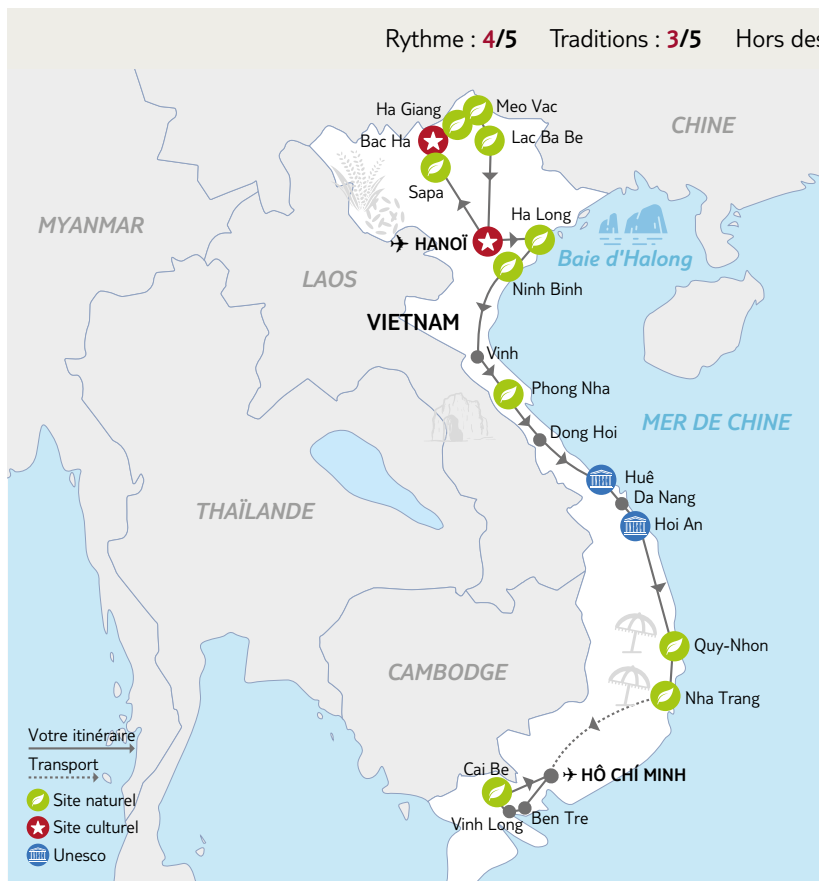 Rythme : 4/5 Traditions : 3/5 Hors des
Meo Vac
Ha Giang
CHINE
Bac Ha
Lac Ba Be
Sapa
MYANMAR
Ha Long
HANOÏ
Baie d'Halong
LAOS
Ninh Binh
VIETNAM
Vinh
Phong Nha
MER DE CHINE
Dong Hoi
Huê
Da Nang
THAÏLANDE
Hoi An
Quy-Nhon
CAMBODGE
Nha Trang
Votre itinéraire
Transport
Cai Be
HÔ CHÍ MINH
Site naturel
Ben Tre
Vinh Long
Site culturel
Unesco